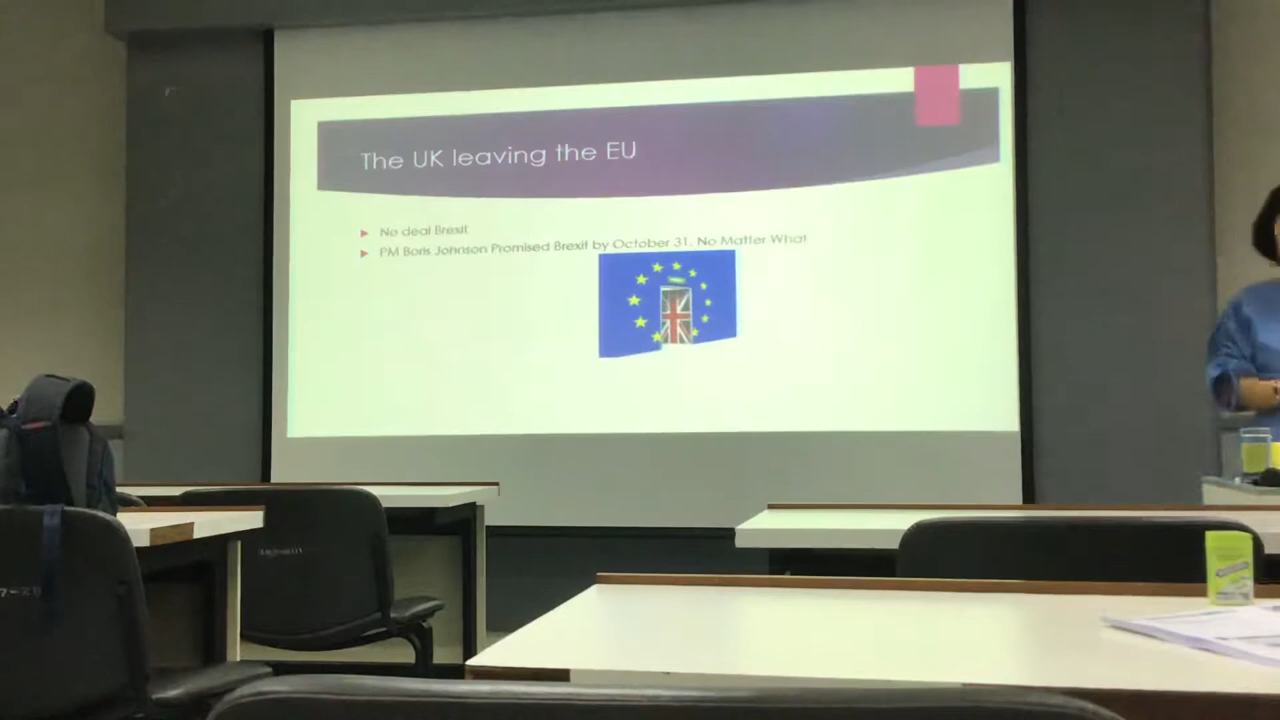 The UK leaving the EU
No deal Brexit
PM Boris Johnson Promised Brexit by October 31, No Matter What